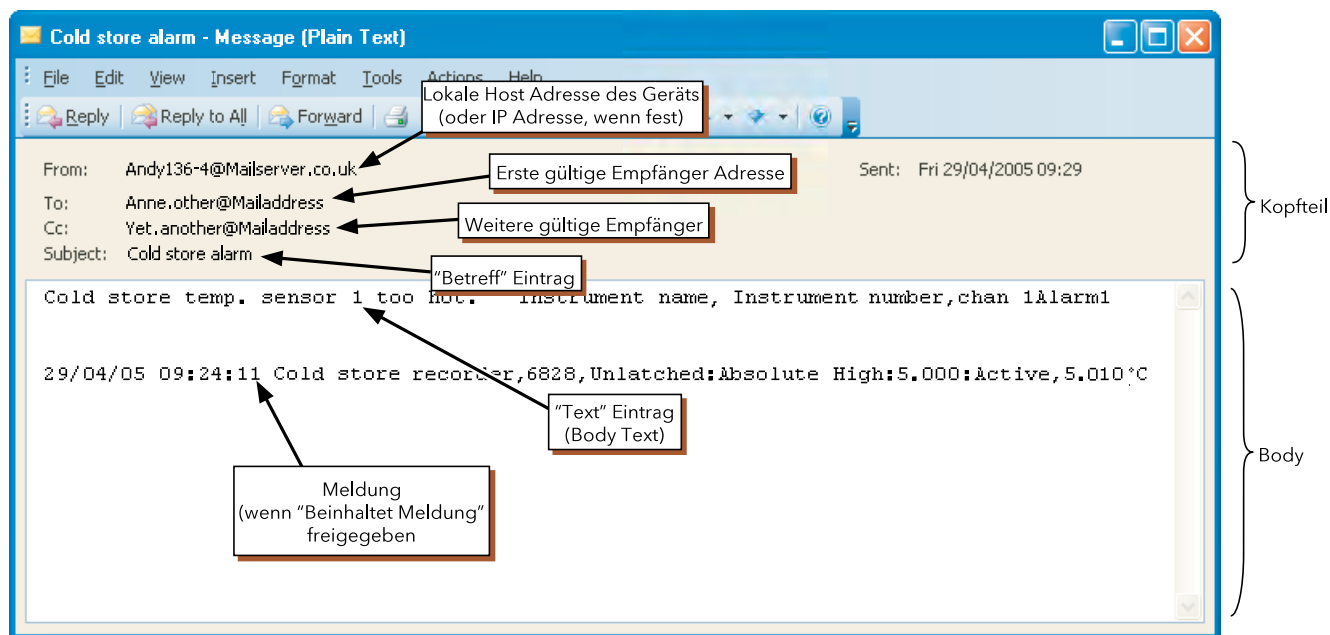 Cold store alarm - Message (Plain Text)
File Edit View Insert Format Tools Actions Help
Lokale Host Adresse des Geräts
(oder IP Adresse, wenn fest)
Reply Reply to All Forward
From: Andy136-4@Mailserver.co.uk
Erste gültige Empfänger Adresse
Sent: Fri 29/04/2005 09:29
To: Anne.other@Mailaddress
Cc: Yet.another@Mailaddress
Weitere gültige Empfänger
Kopfteil
Subject: Cold store alarm
"Betreff" Eintrag
Cold store temp. sensor 1 too hot. Instrument name, Instrument number,chan 1Alarm1
29/04/05 09:24:11 Cold store recorder,6828,Unlatched:Absolute High:5.000:Active,5.010°C
"Text" Eintrag
(Body Text)
Body
Meldung
(wenn "Beinhaltet Meldung"
freigegeben